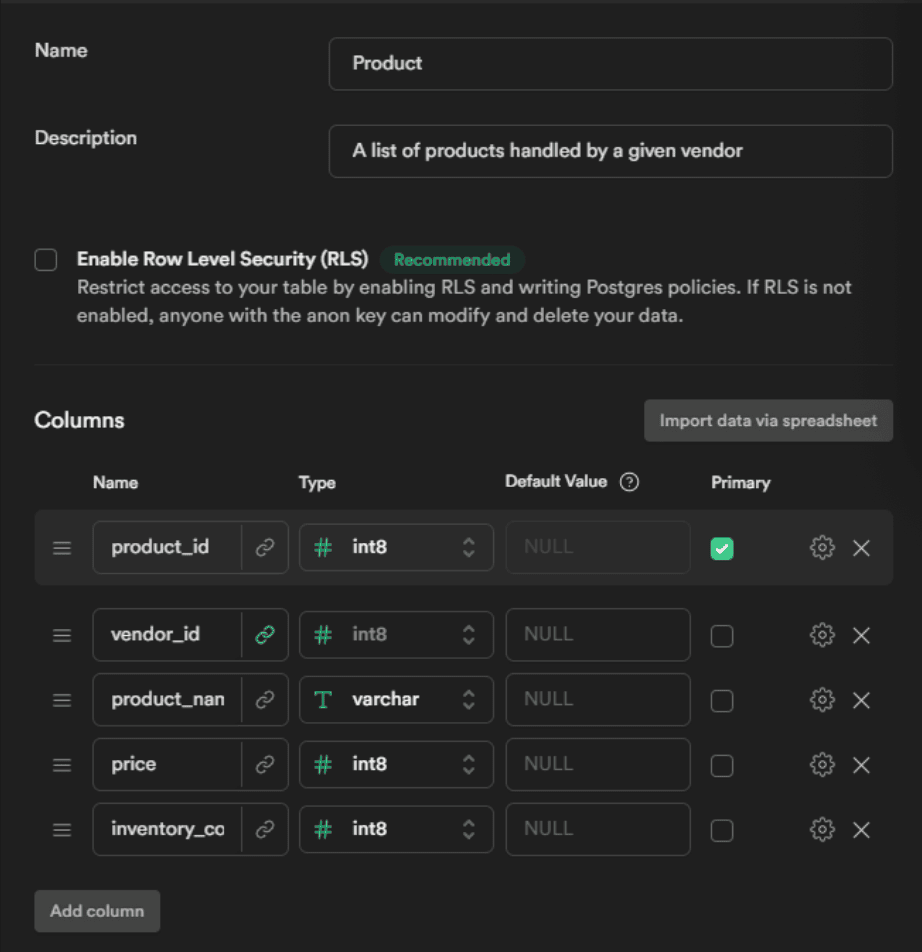 Name
Product
Description
A list of products handled by a given vendor
Enable Row Level Security (RLS) Recommended
Restrict access to your table by enabling RLS and writing Postgres policies. If RLS is not
enabled, anyone with the anon key can modify and delete your data.
Columns
Import data via spreadsheet
Name Type Default Value ? Primary
product_id # int8 NULL
vendor_id # int8 NULL
product_nan T varchar NULL
price # int8 NULL
inventory_co # int8 NULL
Add column